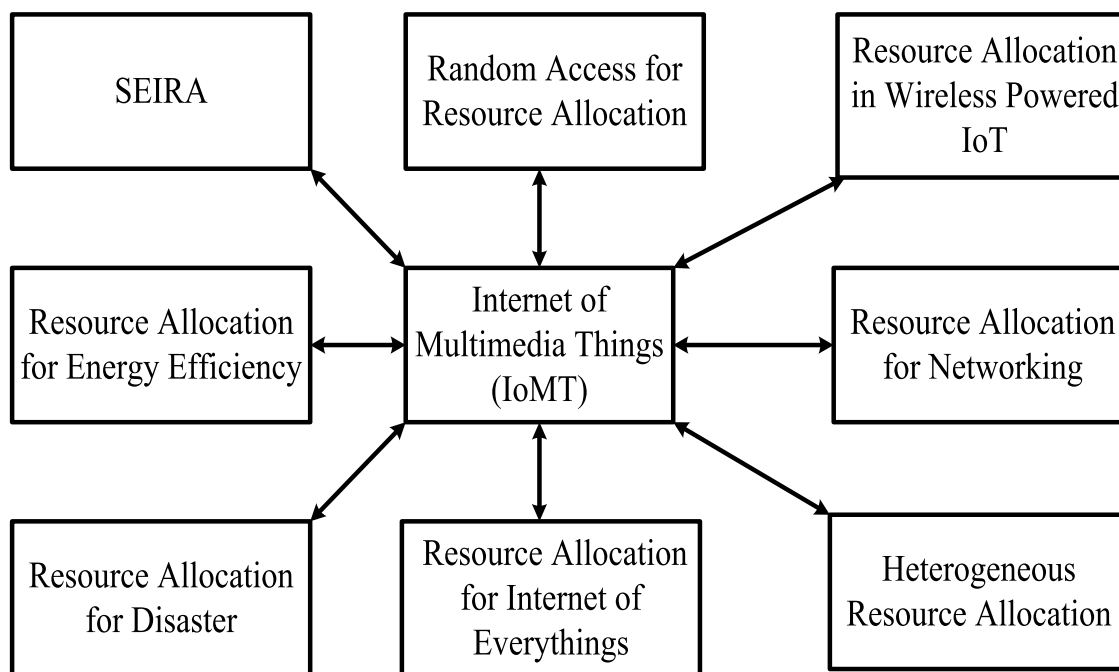 SEIRA
Random Access for
Resource Allocation
Resource Allocation
in Wireless Powered
IoT
Resource Allocation
for Energy Efficiency
Internet of
Multimedia Things
(IoMT)
Resource Allocation
for Networking
Resource Allocation
for Disaster
Resource Allocation
for Internet of
Everythings
Heterogeneous
Resource Allocation